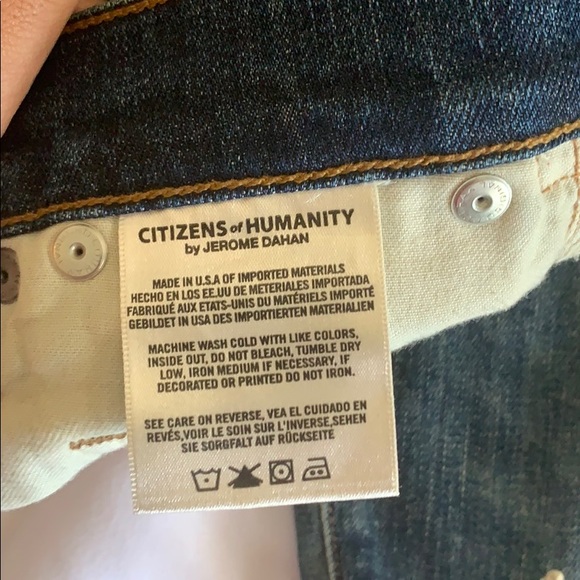 CITIZENS of HUMANITY
by JEROME DAHAN
MADE IN U.S.A OF IMPORTED MATERIALS
HECHO EN LOS EE.UU DE METERIALES IMPORTADA
FABRIQUÉ AUX ETATS-UNIS DU MATÉRIELS IMPORTÉ
GEBILDET IN USA DES IMPORTIERTEN MATERIALIEN
MACHINE WASH COLD WITH LIKE COLORS,
INSIDE OUT, DO NOT BLEACH, TUMBLE DRY
LOW, IRON MEDIUM IF NECESSARY, IF
DECORATED OR PRINTED DO NOT IRON.
SEE CARE ON REVERSE, VEA EL CUIDADO EN
REVÉS,VOIR LE SOIN SUR L'INVERSE,SEHEN
SIE SORGFALT AUF RÜCKSEITE